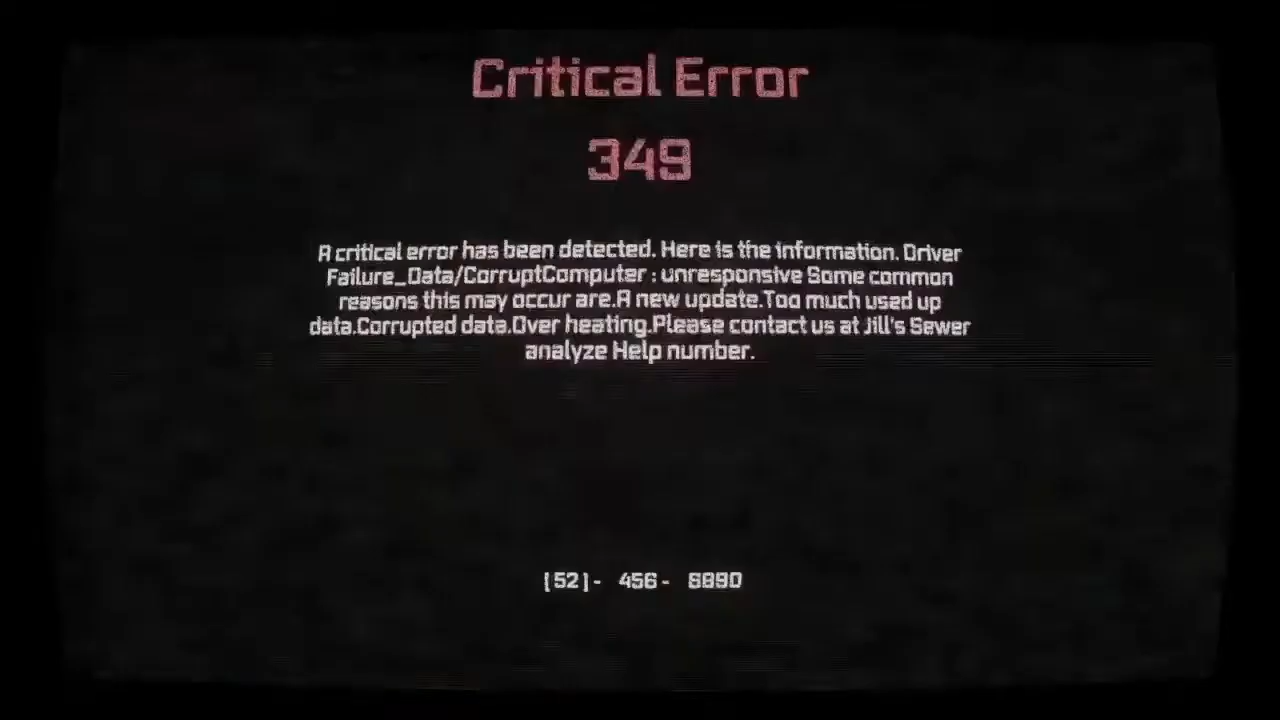 Critical Error
349
A critical error has been detected. Here is the information. Driver
Failure_Data/CorruptComputer : unresponsive Some common
reasons this may occur are.A new update.Too much used up
data.Corrupted data.Over heating.Please contact us at Jill's Sewer
analyze Help number.
[52]- 456- 6890